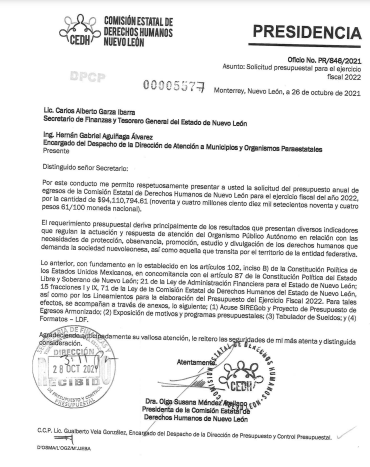 COMISIÓN ESTATAL DE
DERECHOS HUMANOS
NUEVO LEÓN
CEDH
PRESIDENCIA
Oficio No. PR/846/2021
Asunto: Solicitud presupuestal para el ejercicio
fiscal 2022
DPCP
00005577
Monterrey, Nuevo León, a 26 de octubre de 2021
Lic. Carlos Alberto Garza Ibarra
Secretario de Finanzas y Tesorero General del Estado de Nuevo León
Ing. Hernán Gabriel Aguiñaga Álvarez
Encargado del Despacho de la Dirección de Atención a Municipios y Organismos Paraestatales
Presente
Distinguido señor Secretario:
Por este conducto me permito respetuosamente presentar a usted la solicitud del presupuesto anual de
egresos de la Comisión Estatal de Derechos Humanos de Nuevo León para el ejercicio fiscal del año 2022,
por la cantidad de $94,110,794.61 (noventa y cuatro millones ciento diez mil setecientos noventa y cuatro
pesos 61/100 moneda nacional).
El requerimiento presupuestal deriva principalmente de los resultados que presentan diversos indicadores
que regulan la actuación y respuesta de atención del Organismo Público Autónomo en relación con las
necesidades de protección, observancia, promoción, estudio y divulgación de los derechos humanos que
demanda la sociedad nuevoleonesa, así como aquella que transita por el territorio de la entidad federativa.
Lo anterior, con fundamento en lo establecido en los artículos 102, inciso B) de la Constitución Política de
los Estados Unidos Mexicanos, en concomitancia con el artículo 87 de la Constitución Política del Estado
Libre y Soberano de Nuevo León; 21 de la Ley de Administración Financiera para el Estado de Nuevo León;
15 fracciones I y IX, 71 de la Ley de la Comisión Estatal de Derechos Humanos del Estado de Nuevo León,
así como por los Lineamientos para la elaboración del Presupuesto del Ejercicio Fiscal 2022. Para tales
efectos, se acompañan a través de anexos, lo siguiente; (1) Acuse SIREGob y Proyecto de Presupuesto de
Egresos Armonizado; (2) Exposición de motivos y programas presupuestales; (3) Tabulador de Sueldos; y (4)
Formatos – LDF.
Agradeciendo anticipadamente su valiosa atención, le reitero las seguridades de mi más atenta y distinguida
consideración.
DIRECCIÓN
28 OCT 2021
RECIBIDO
DE PRESUPUESTO Y CONTROL
PRESUPUESTAL
Atentamente
CEDH
Dra. Olga Susana Méndez Arellano
Presidenta de la Comisión Estatal de
Derechos Humanos de Nuevo León
C.C.P. Lic. Gualberto Vela González, Encargado del Despacho de la Dirección de Presupuesto y Control Presupuestal.